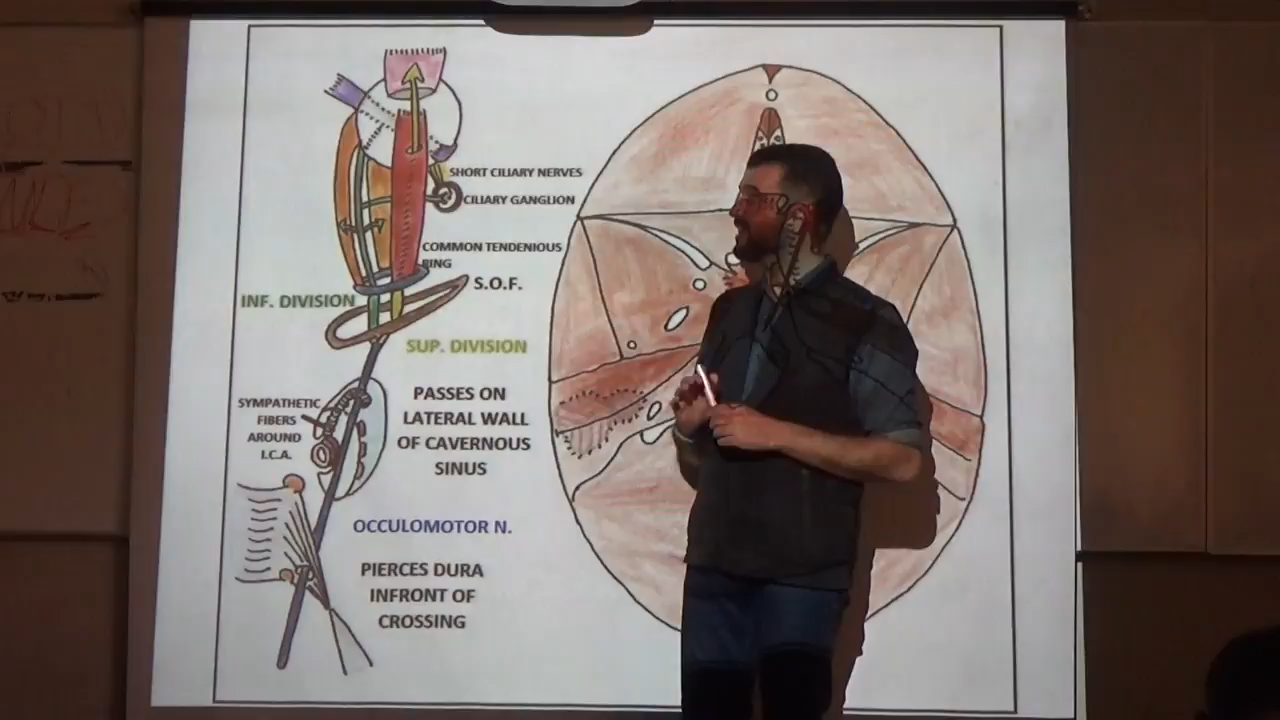 SHORT CILIARY NERVES
CILIARY GANGLION
COMMON TENDENIOUS
RING
S.O.F.
INF. DIVISION
SUP. DIVISION
PASSES ON
LATERAL WALL
OF CAVERNOUS
SINUS
SYMPATHETIC
FIBERS
AROUND
I.C.A.
OCCULOMOTOR N.
PIERCES DURA
INFRONT OF
CROSSING